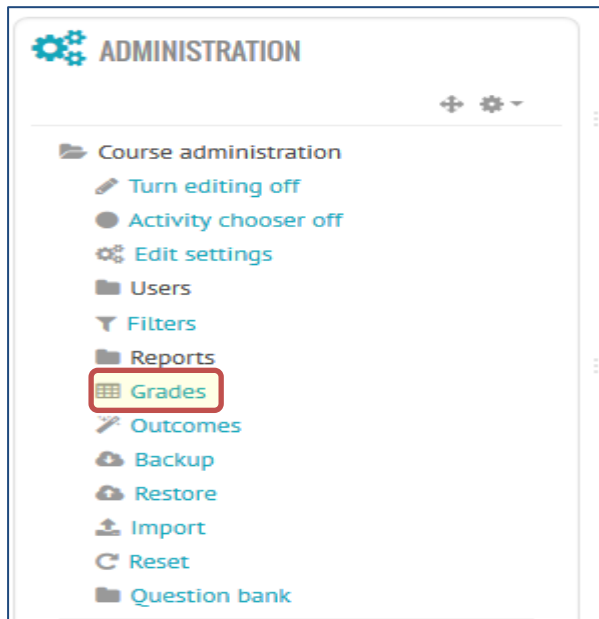 ADMINISTRATION
Course administration
Turn editing off
Activity chooser off
Edit settings
Users
Filters
Reports
Grades
Outcomes
Backup
Restore
Import
Reset
Question bank